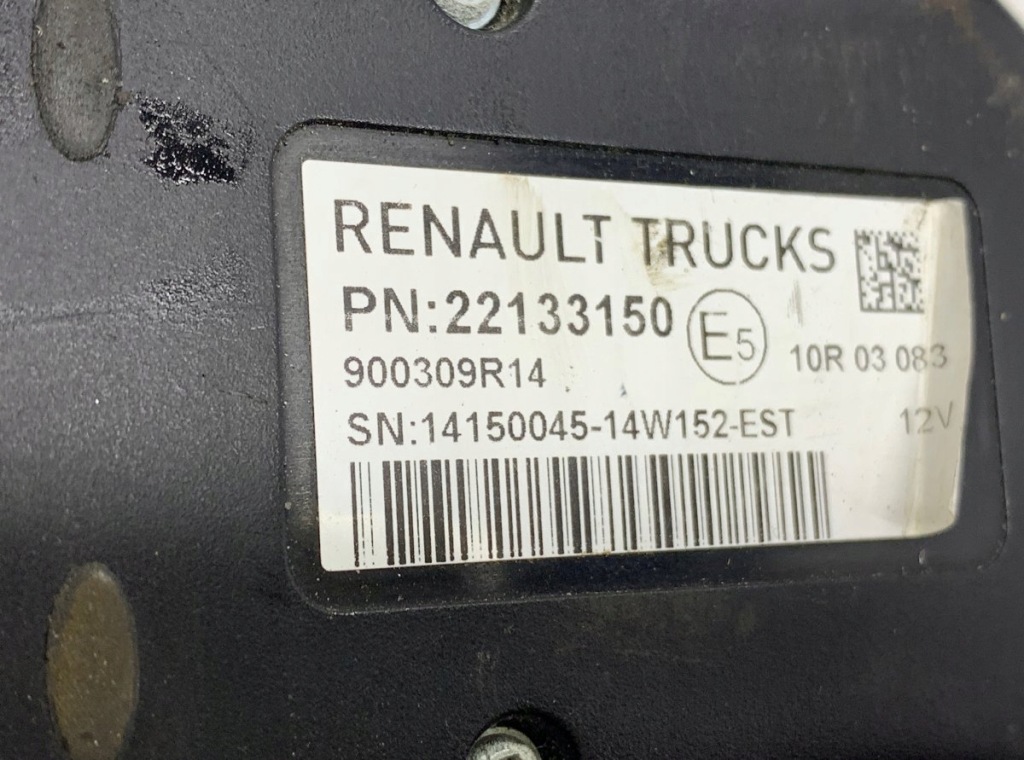 RENAULT TRUCKS
PN:22133150
E5
10R 03 083
900309R14
SN:14150045-14W152-EST
12V